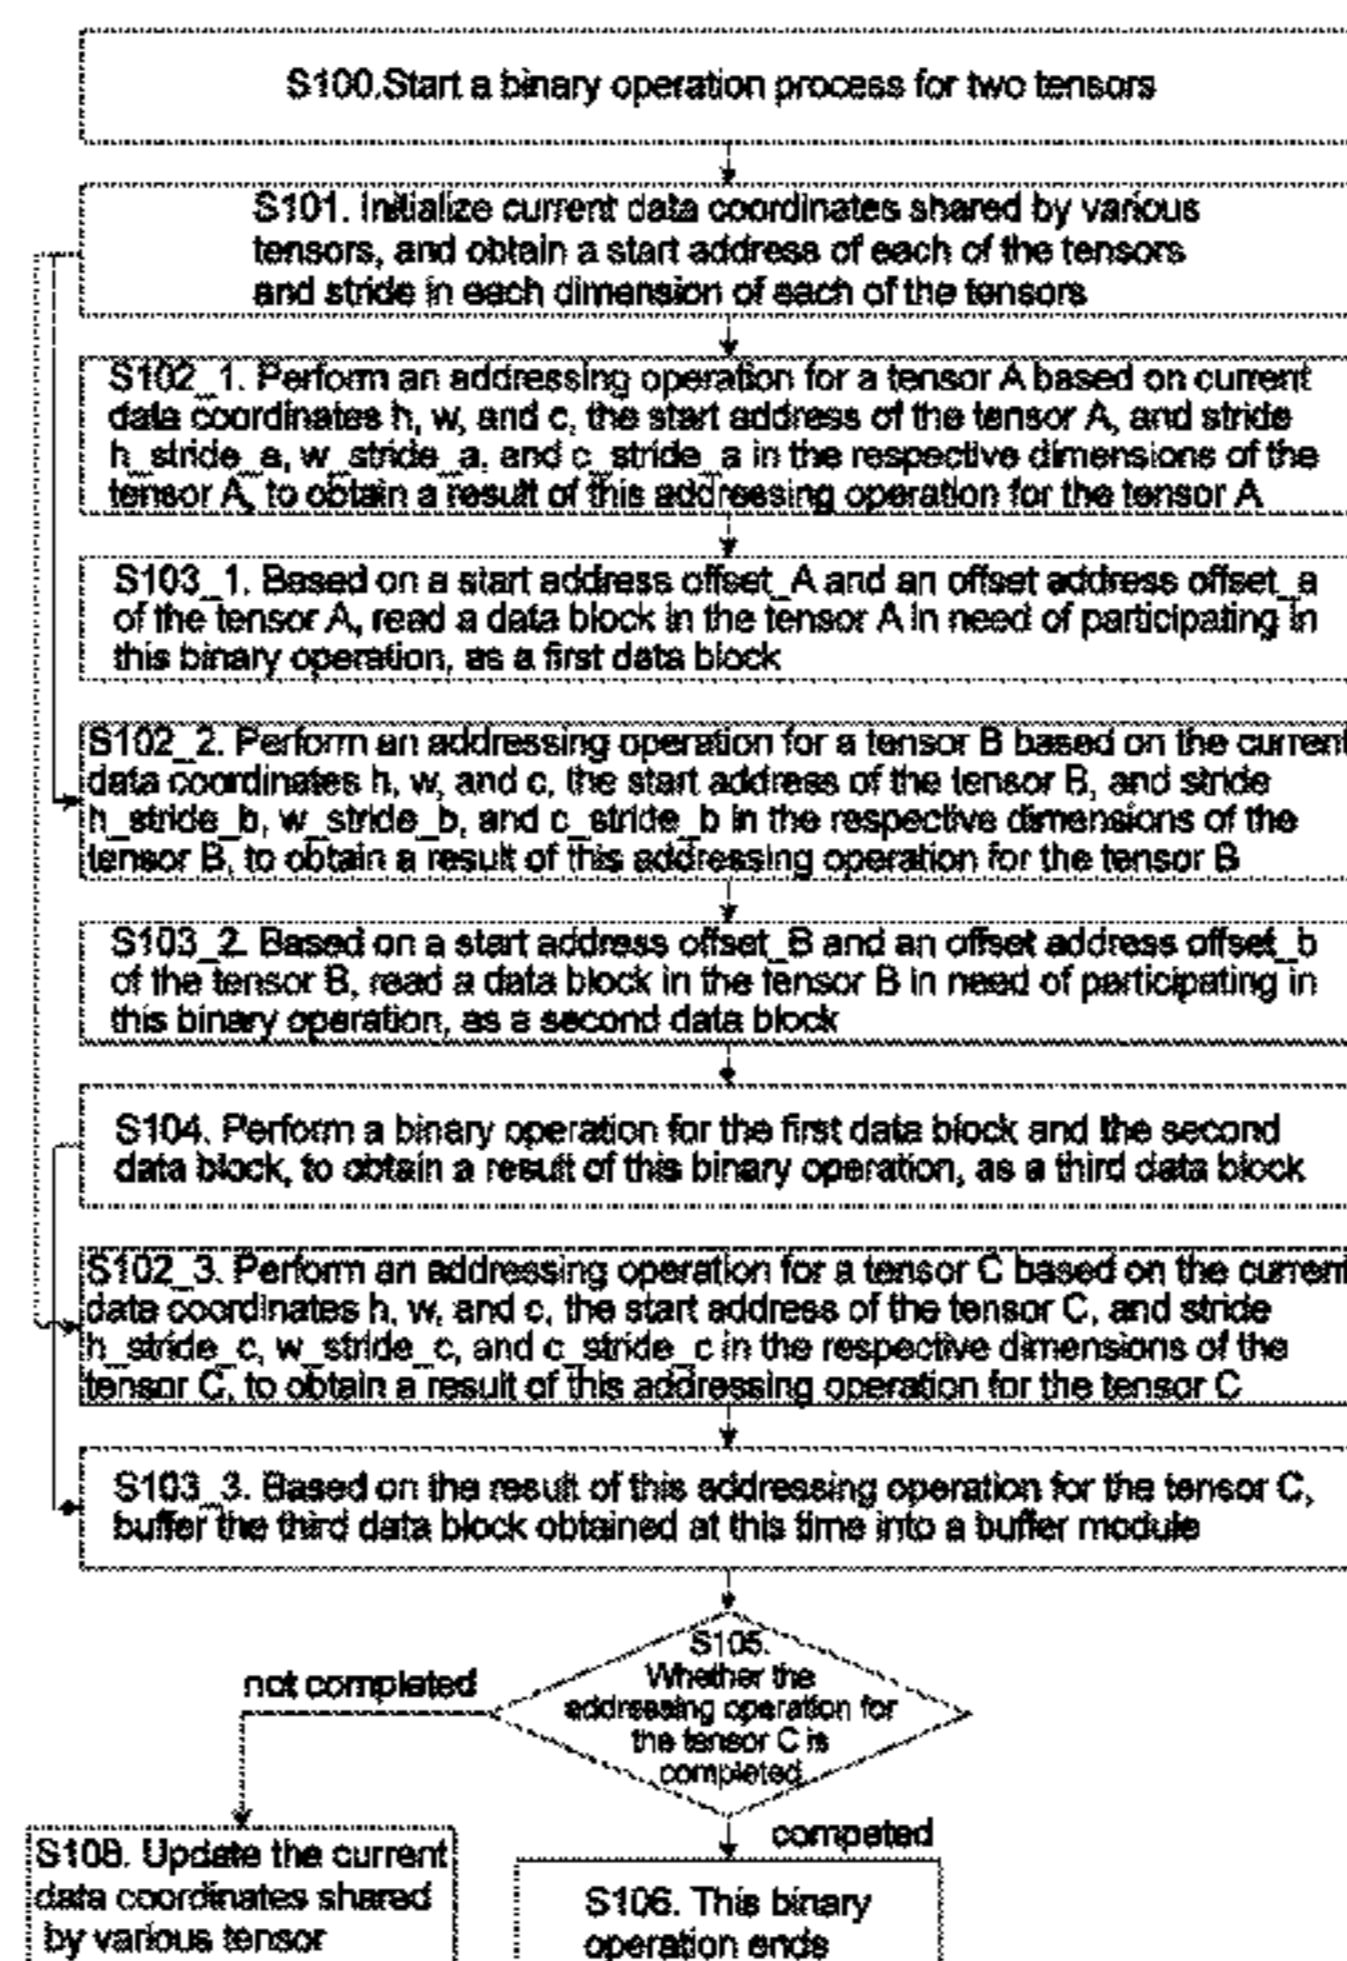 S100.Start a binary operation process for two tensors
S101. Initialize current data coordinates shared by various
tensors, and obtain a start address of each of the tensors
and stride in each dimension of each of the tensors
S102_1. Perform an addressing operation for a tensor A based on current
data coordinates h, w, and c, the start address of the tensor A, and stride
h_stride_a, w_stride_a, and c_stride_a in the respective dimensions of the
tensor A, to obtain a result of this addressing operation for the tensor A
S103_1. Based on a start address offset_A and an offset address offset_a
of the tensor A, read a data block in the tensor A in need of participating in
this binary operation, as a first data block
S102_2. Perform an addressing operation for a tensor B based on the current
data coordinates h, w, and c, the start address of the tensor B, and stride
h_stride_b, w_stride_b, and c_stride_b in the respective dimensions of the
tensor B, to obtain a result of this addressing operation for the tensor B
S103_2. Based on a start address offset_B and an offset address offset_b
of the tensor B, read a data block in the tensor B in need of participating in
this binary operation, as a second data block
S104. Perform a binary operation for the first data block and the second
data block, to obtain a result of this binary operation, as a third data block
S102_3. Perform an addressing operation for a tensor C based on the current
data coordinates h, w, and c, the start address of the tensor C, and stride
h_stride_c, w_stride_c, and c_stride_c in the respective dimensions of the
tensor C, to obtain a result of this addressing operation for the tensor C
S103_3. Based on the result of this addressing operation for the tensor C,
buffer the third data block obtained at this time into a buffer module
S105.
Whether the
addressing operation for
the tensor C is
completed
not completed
competed
S108. Update the current
data coordinates shared
by various tensor
S106. This binary
operation ends